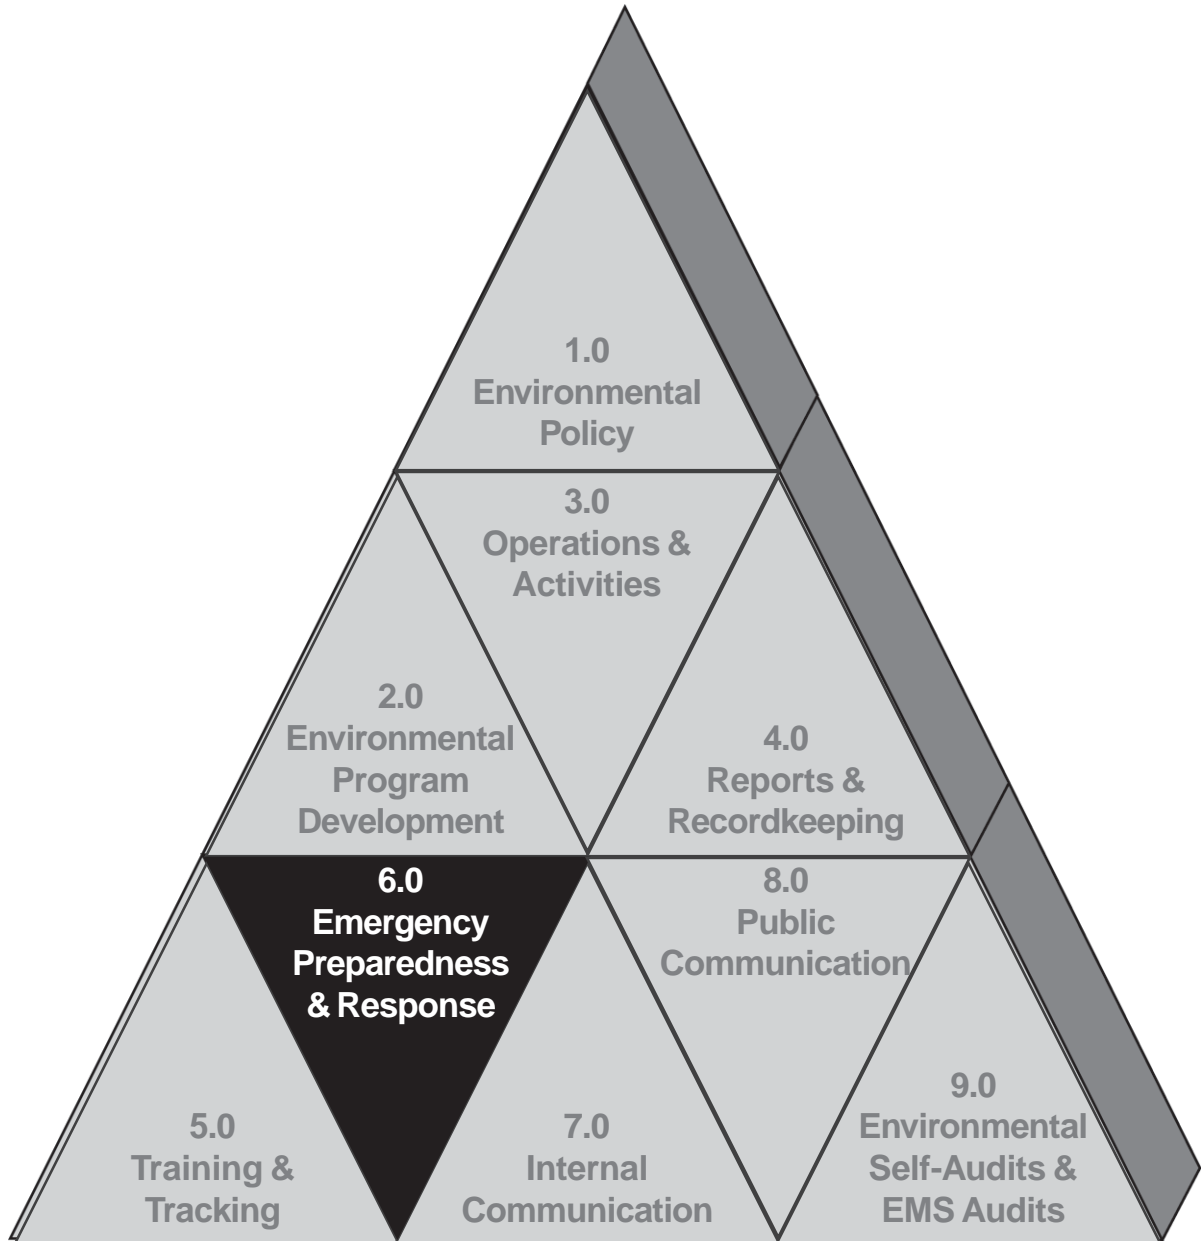 1.0
Environmental
Policy
3.0
Operations &
Activities
2.0
Environmental
Program
Development
4.0
Reports &
Recordkeeping
6.0
Emergency
Preparedness
& Response
8.0
Public
Communication
5.0
Training &
Tracking
7.0
Internal
Communication
9.0
Environmental
Self-Audits &
EMS Audits